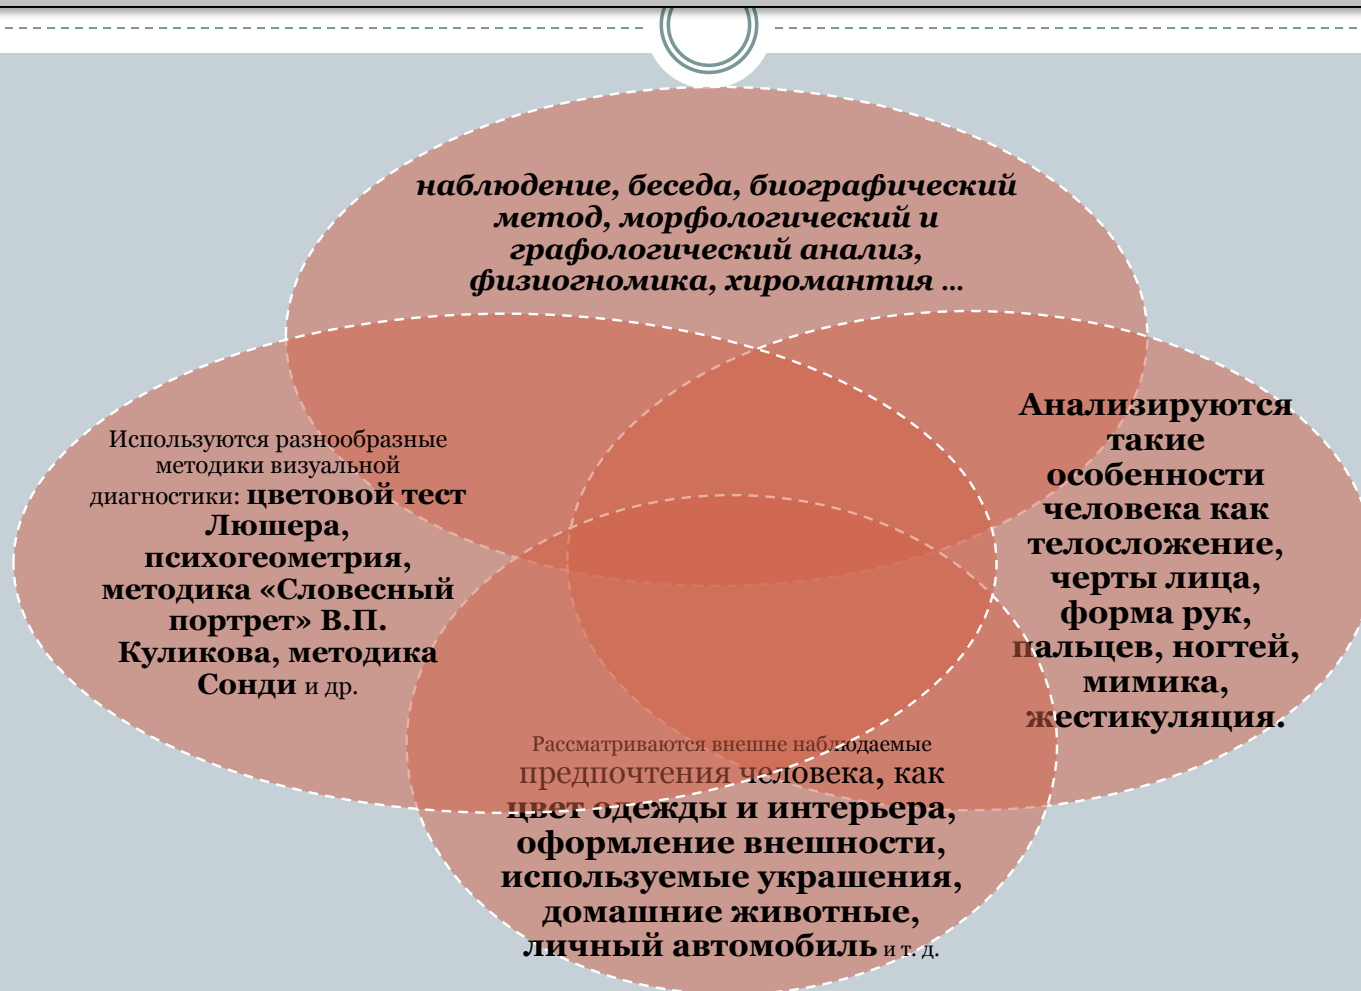 наблюдение, беседа, биографический
метод, морфологический и
графологический анализ,
физиогномика, хиромантия ...
Используются разнообразные
методики визуальной
диагностики: цветовой тест
Люшера,
психогеометрия,
методика «Словесный
портрет» В.П.
Куликова, методика
Сонди и др.
Анализируются
такие
особенности
человека как
телосложение,
черты лица,
форма рук,
пальцев, ногтей,
мимика,
жестикуляция.
Рассматриваются внешне наблюдаемые
предпочтения человека, как
цвет одежды и интерьера,
оформление внешности,
используемые украшения,
домашние животные,
личный автомобиль и т. д.